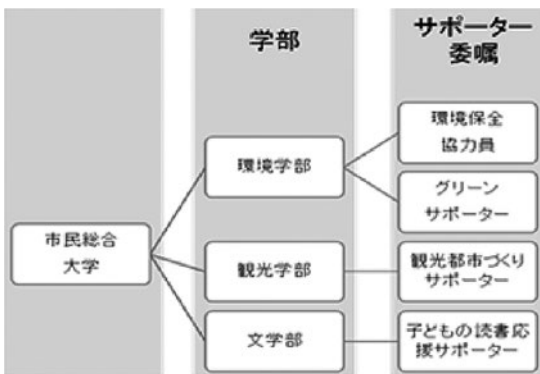 学部
サポーター
委嘱
環境保全
協力員
環境学部
グリーン
サポーター
市民総合
大学
観光学部
観光都市づくり
サポーター
文学部
子どもの読書応
援サポーター